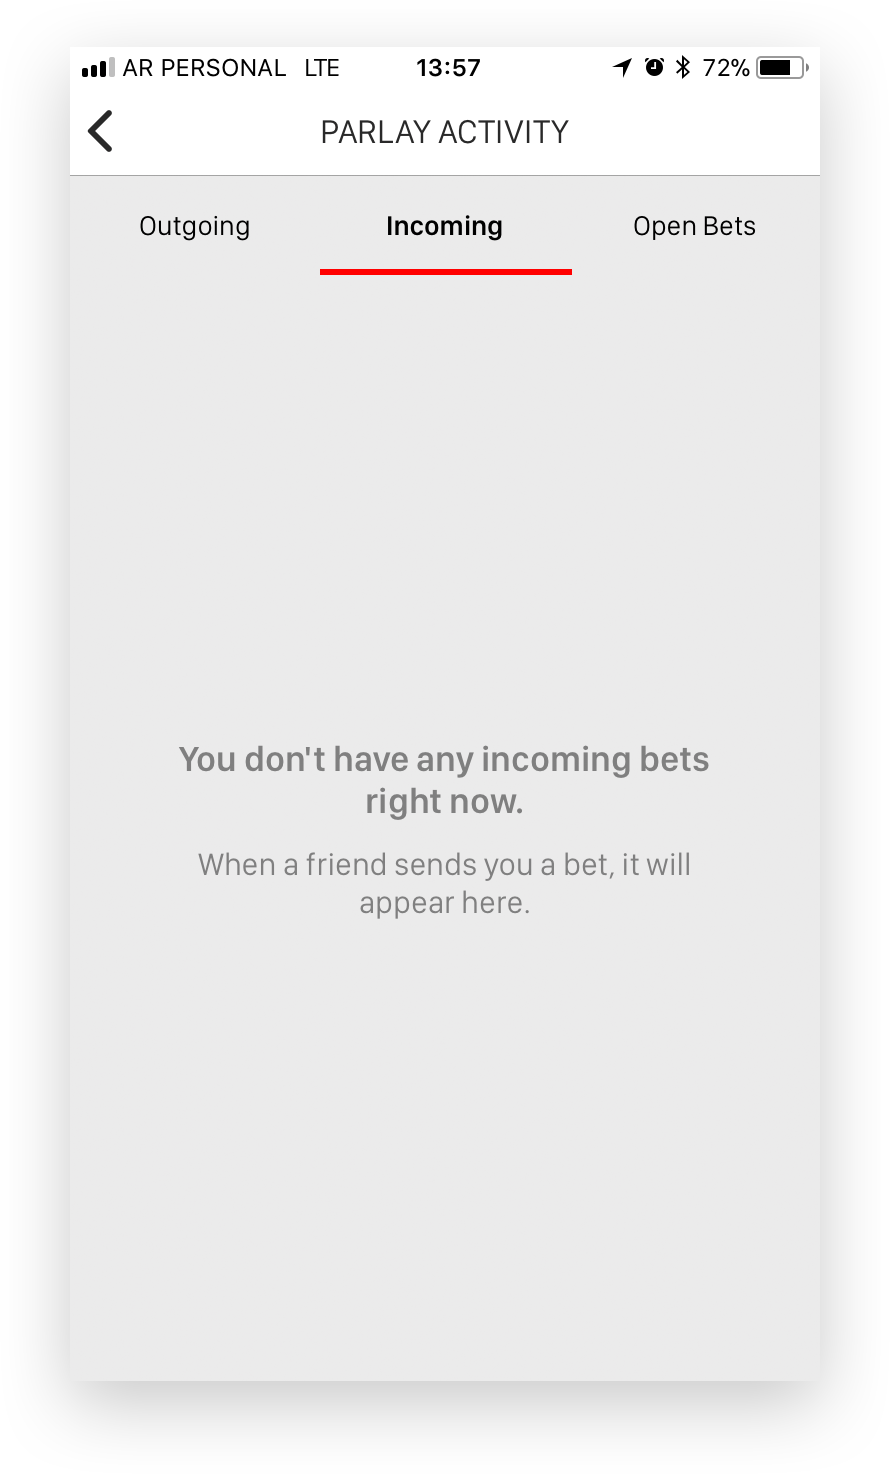 AR PERSONAL LTE 13:57 72%
PARLAY ACTIVITY
Outgoing Incoming Open Bets
You don't have any incoming bets
right now.
When a friend sends you a bet, it will
appear here.